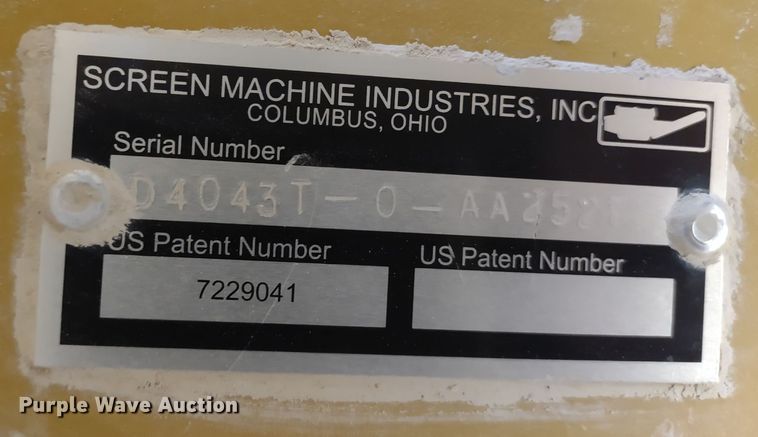 SCREEN MACHINE INDUSTRIES, INC
COLUMBUS, OHIO
Serial Number
US Patent Number
7229041
US Patent Number
Purple Wave Auction